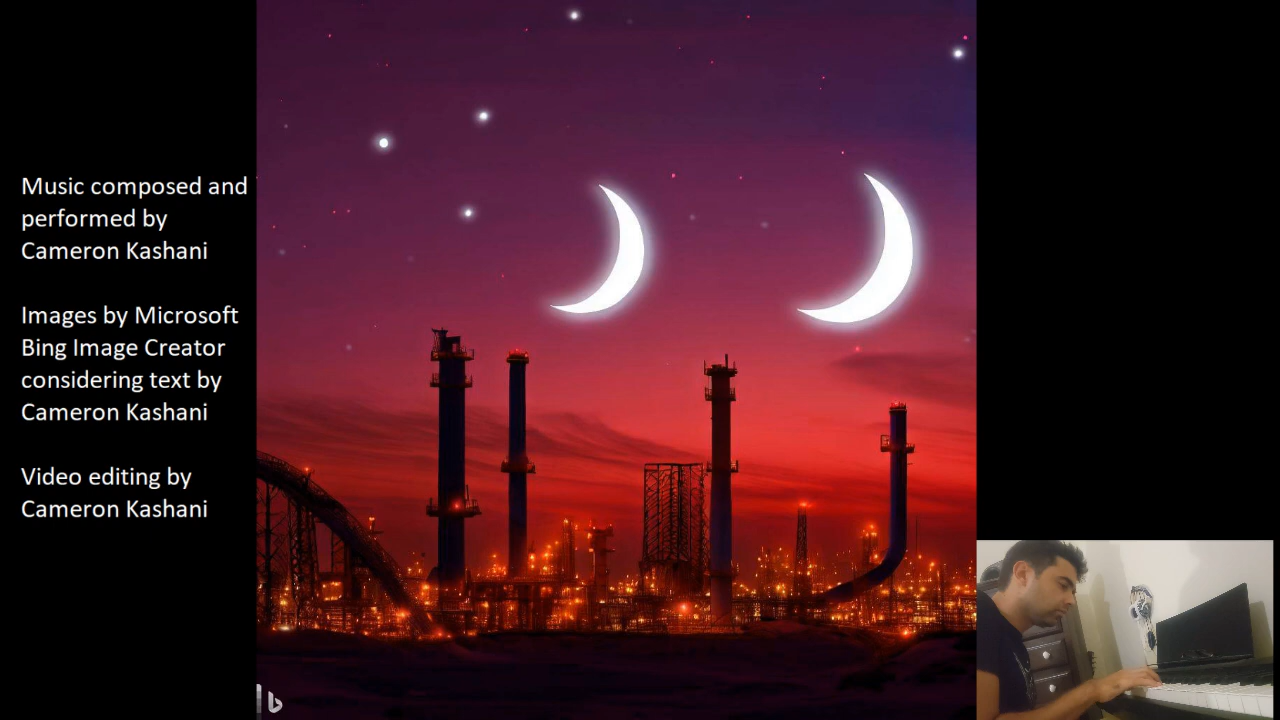 Music composed and
performed by
Cameron Kashani
Images by Microsoft
Bing Image Creator
considering text by
Cameron Kashani
Video editing by
Cameron Kashani